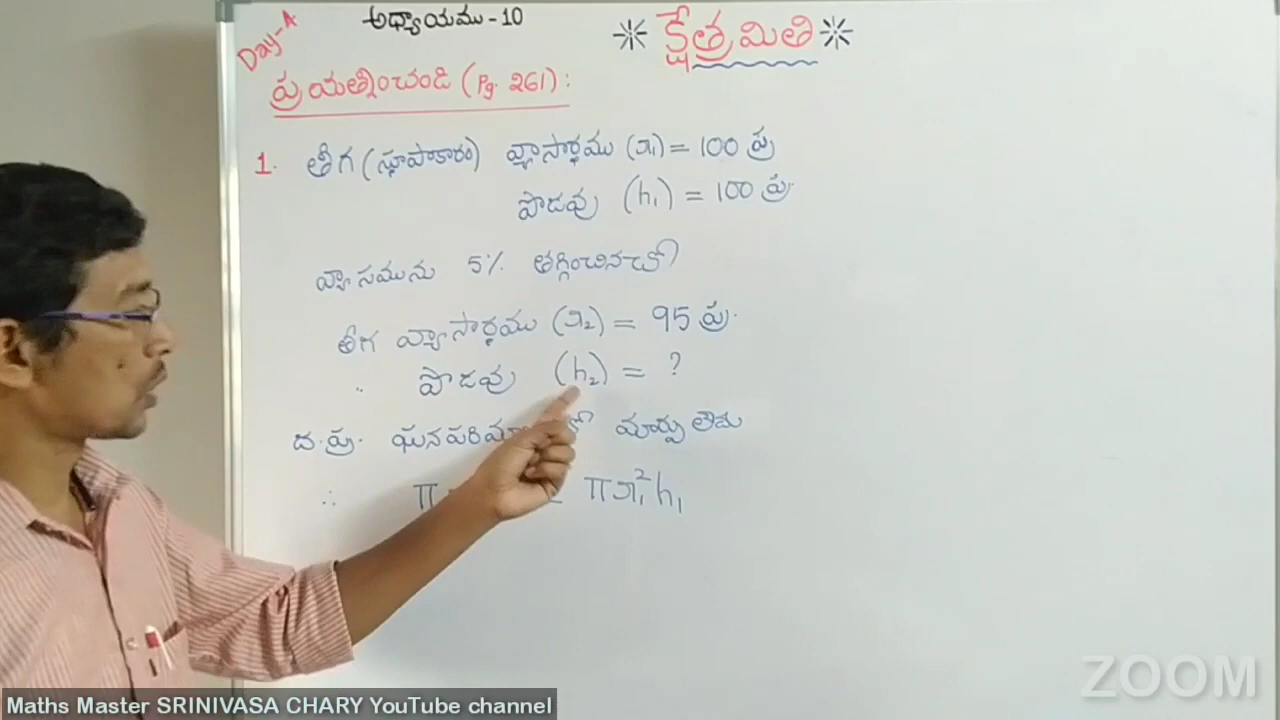 Day-4
అధ్యాయము - 10
* క్షేత్రమితి *
ప్రయత్నించండి (Pg. 261) :
1. తీగ (స్థూపాకారం) వ్యాసార్థము (r₁) = 100 ప్ర
పొడవు (h₁) = 100 ప్ర.
వ్యాసమును 5% తగ్గించినచో
తీగ వ్యాసార్థము (r₂) = 95 ప్ర.
" పొడవు (h₂) = ?
ద.ప్ర. మార్పు లేదు
∴ π = πr₁²h₁
ZOOM
Maths Master SRINIVASA CHARY YouTube channel